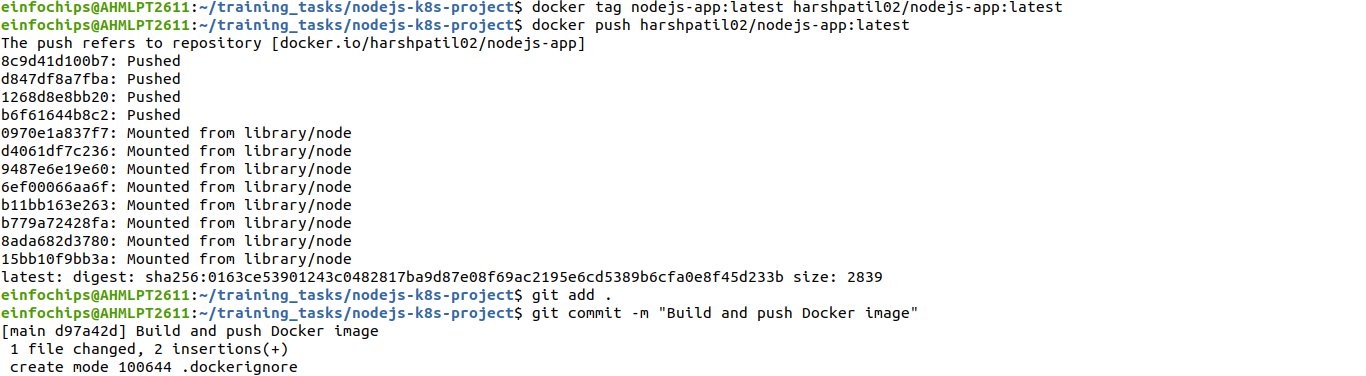 einfochips@AHMLPT2611:~/training_tasks/nodejs-k8s-project$ docker tag nodejs-app:latest harshpatil02/nodejs-app:latest
einfochips@AHMLPT2611:~/training_tasks/nodejs-k8s-project$ docker push harshpatil02/nodejs-app:latest
The push refers to repository [docker.io/harshpatil02/nodejs-app]
8c9d41d100b7: Pushed
d847df8a7fba: Pushed
1268d8e8bb20: Pushed
b6f61644b8c2: Pushed
0970e1a837f7: Mounted from library/node
d4061df7c236: Mounted from library/node
9487e6e19e60: Mounted from library/node
6ef00066aa6f: Mounted from library/node
b11bb163e263: Mounted from library/node
b779a72428fa: Mounted from library/node
8ada682d3780: Mounted from library/node
15bb10f9bb3a: Mounted from library/node
latest: digest: sha256:0163ce53901243c0482817ba9d87e08f69ac2195e6cd5389b6cfa0e8f45d233b size: 2839
einfochips@AHMLPT2611:~/training_tasks/nodejs-k8s-project$ git add .
einfochips@AHMLPT2611:~/training_tasks/nodejs-k8s-project$ git commit -m "Build and push Docker image"
[main d97a42d] Build and push Docker image
 1 file changed, 2 insertions(+)
 create mode 100644 .dockerignore